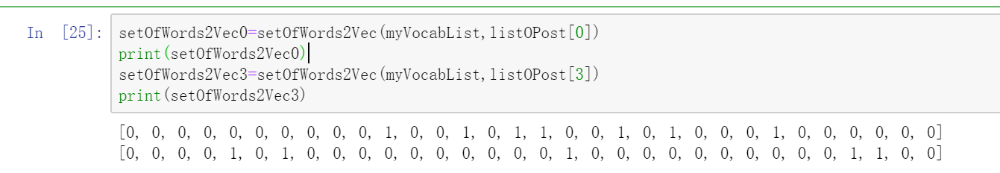 In [25]: setOfWords2Vec0=setOfWords2Vec(myVocabList,listOPost[0])
print(setOfWords2Vec0)
setOfWords2Vec3=setOfWords2Vec(myVocabList,listOPost[3])
print(setOfWords2Vec3)
[0, 0, 0, 0, 0, 0, 0, 0, 0, 0, 1, 0, 0, 1, 0, 1, 1, 0, 0, 1, 0, 1, 0, 0, 0, 1, 0, 0, 0, 0, 0, 0]
[0, 0, 0, 0, 1, 0, 1, 0, 0, 0, 0, 0, 0, 0, 0, 0, 0, 1, 0, 0, 0, 0, 0, 0, 0, 0, 0, 0, 1, 1, 0, 0]